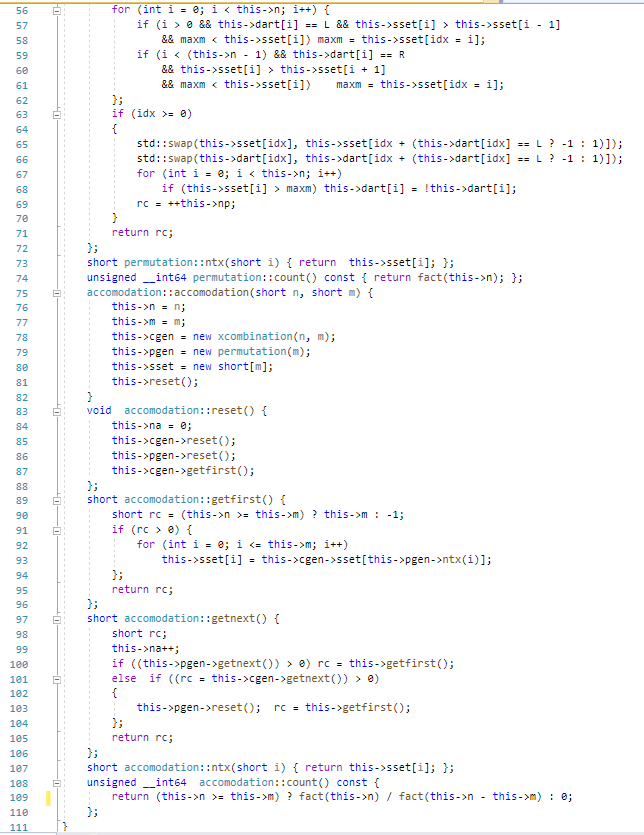 56 for (int i = 0; i < this->n; i++) {
57 if (i > 0 && this->dart[i] == L && this->sset[i] > this->sset[i - 1]
58 && maxm < this->sset[i]) maxm = this->sset[idx = i];
59 if (i < (this->n - 1) && this->dart[i] == R
60 && this->sset[i] > this->sset[i + 1]
61 && maxm < this->sset[i]) maxm = this->sset[idx = i];
62 };
63 if (idx >= 0)
64 {
65 std::swap(this->sset[idx], this->sset[idx + (this->dart[idx] == L ? -1 : 1)]);
66 std::swap(this->dart[idx], this->dart[idx + (this->dart[idx] == L ? -1 : 1)]);
67 for (int i = 0; i < this->n; i++)
68 if (this->sset[i] > maxm) this->dart[i] = !this->dart[i];
69 rc = ++this->np;
70 }
71 return rc;
72 };
73 short permutation::ntx(short i) { return this->sset[i]; };
74 unsigned __int64 permutation::count() const { return fact(this->n); };
75 accomodation::accomodation(short n, short m) {
76 this->n = n;
77 this->m = m;
78 this->cgen = new xcombination(n, m);
79 this->pgen = new permutation(m);
80 this->sset = new short[m];
81 this->reset();
82 }
83 void accomodation::reset() {
84 this->na = 0;
85 this->cgen->reset();
86 this->pgen->reset();
87 this->cgen->getfirst();
88 };
89 short accomodation::getfirst() {
90 short rc = (this->n >= this->m) ? this->m : -1;
91 if (rc > 0) {
92 for (int i = 0; i <= this->m; i++)
93 this->sset[i] = this->cgen->sset[this->pgen->ntx(i)];
94 };
95 return rc;
96 };
97 short accomodation::getnext() {
98 short rc;
99 this->na++;
100 if ((this->pgen->getnext()) > 0) rc = this->getfirst();
101 else if ((rc = this->cgen->getnext()) > 0)
102 {
103 this->pgen->reset(); rc = this->getfirst();
104 };
105 return rc;
106 };
107 short accomodation::ntx(short i) { return this->sset[i]; };
108 unsigned __int64 accomodation::count() const {
109 return (this->n >= this->m) ? fact(this->n) / fact(this->n - this->m) : 0;
110 };
111 }